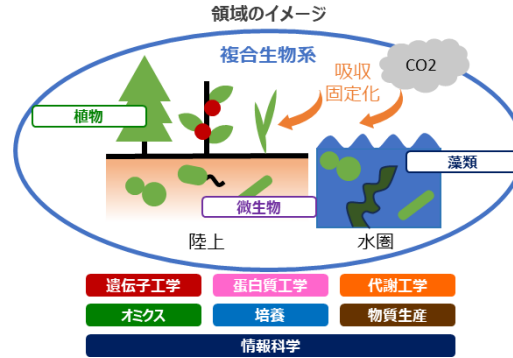 領域のイメージ
複合生物系
CO2
吸収
固定化
植物
藻類
微生物
陸上
水圏
遺伝子工学
蛋白質工学
代謝工学
オミクス
培養
物質生産
情報科学